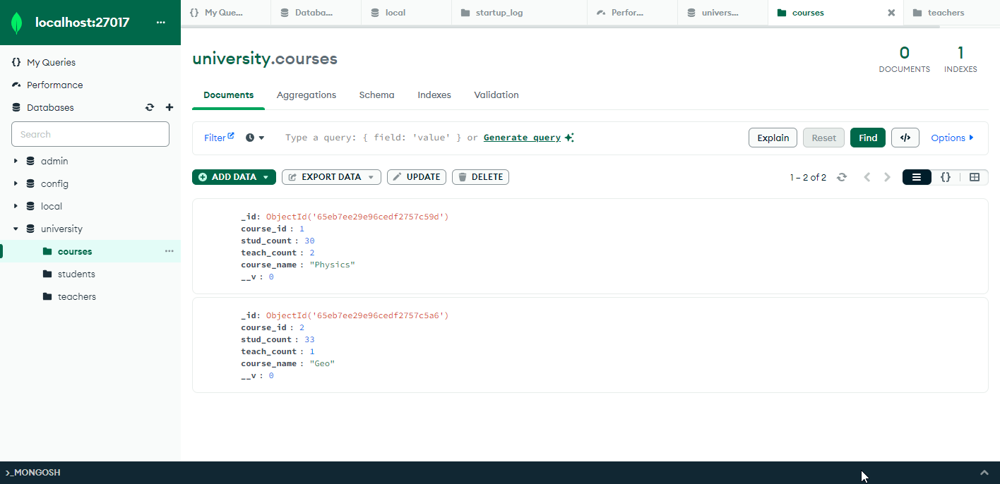 localhost:27017
My Queries
Performance
Databases
Search
admin
config
local
university
courses
students
teachers
My Que...
Databa...
local
startup_log
Perfor...
univers...
courses
teachers
university.courses
0
DOCUMENTS
1
INDEXES
Documents
Aggregations
Schema
Indexes
Validation
Filter
Type a query: { field: 'value' } or Generate query
Explain
Reset
Find
</>
Options
ADD DATA
EXPORT DATA
UPDATE
DELETE
1 – 2 of 2
{}
_id: ObjectId('65eb7ee29e96cedf2757c59d')
course_id : 1
stud_count : 30
teach_count : 2
course_name : "Physics"
__v : 0
_id: ObjectId('65eb7ee29e96cedf2757c5a6')
course_id : 2
stud_count : 33
teach_count : 1
course_name : "Geo"
__v : 0
>_MONGOSH